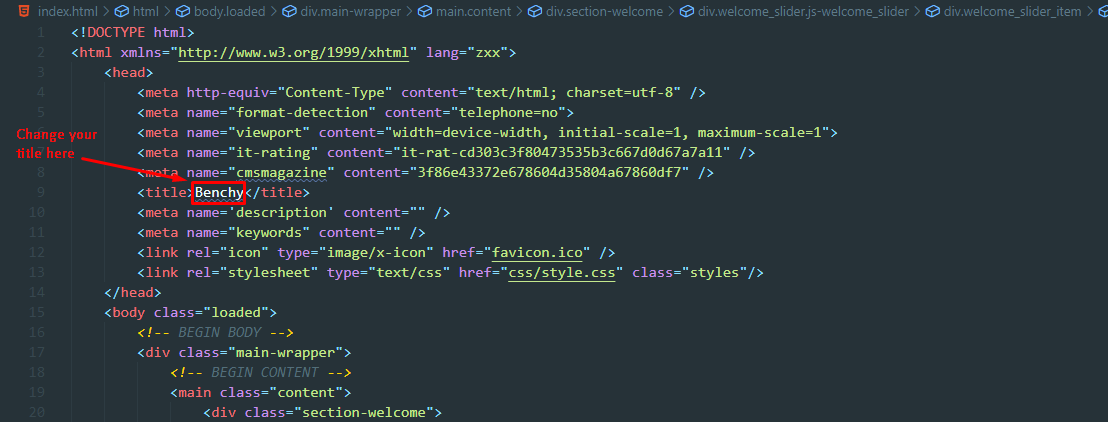 index.html > html > body.loaded > div.main-wrapper > main.content > div.section-welcome > div.welcome_slider.js-welcome_slider > div.welcome_slider_item >
1 <!DOCTYPE html>
2 <html xmlns="http://www.w3.org/1999/xhtml" lang="zxx">
3 <head>
4 <meta http-equiv="Content-Type" content="text/html; charset=utf-8" />
5 <meta name="format-detection" content="telephone=no">
Change your
<meta name="viewport" content="width=device-width, initial-scale=1, maximum-scale=1">
title here
<meta name="it-rating" content="it-rat-cd303c3f80473535b3c667d0d67a7a11" />
8 <meta name="cmsmagazine" content="3f86e43372e678604d35804a67860df7" />
9 <title>Benchy</title>
10 <meta name='description' content="" />
11 <meta name="keywords" content="" />
12 <link rel="icon" type="image/x-icon" href="favicon.ico" />
13 <link rel="stylesheet" type="text/css" href="css/style.css" class="styles"/>
14 </head>
15 <body class="loaded">
16 <!-- BEGIN BODY -->
17 <div class="main-wrapper">
18 <!-- BEGIN CONTENT -->
19 <main class="content">
20 <div class="section-welcome">